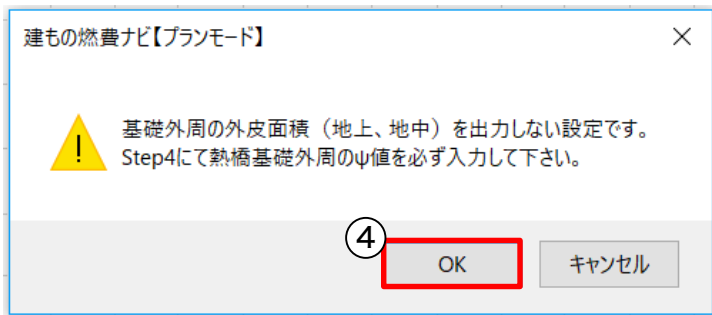 建もの燃費ナビ【プランモード】
基礎外周の外皮面積（地上、地中）を出力しない設定です。
Step4にて熱橋基礎外周のψ値を必ず入力して下さい。
④
OK
キャンセル